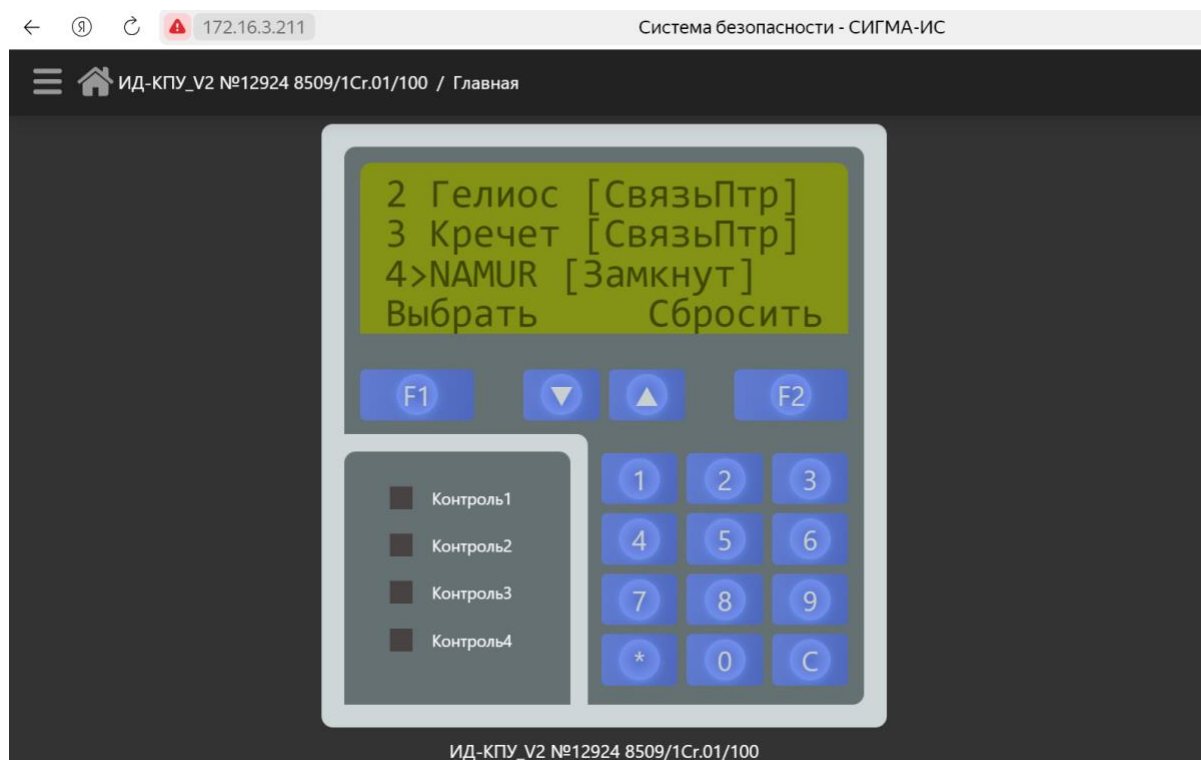 172.16.3.211 Система безопасности - СИГМА-ИС
ИД-КПУ_V2 №12924 8509/1Сг.01/100 / Главная
2 Гелиос [СвязьПтр]
3 Кречет [СвязьПтр]
4>NAMUR [Замкнут]
Выбрать Сбросить
F1 ▼ ▲ F2
Контроль1
Контроль2
Контроль3
Контроль4
1 2 3
4 5 6
7 8 9
* 0 C
ИД-КПУ_V2 №12924 8509/1Сг.01/100